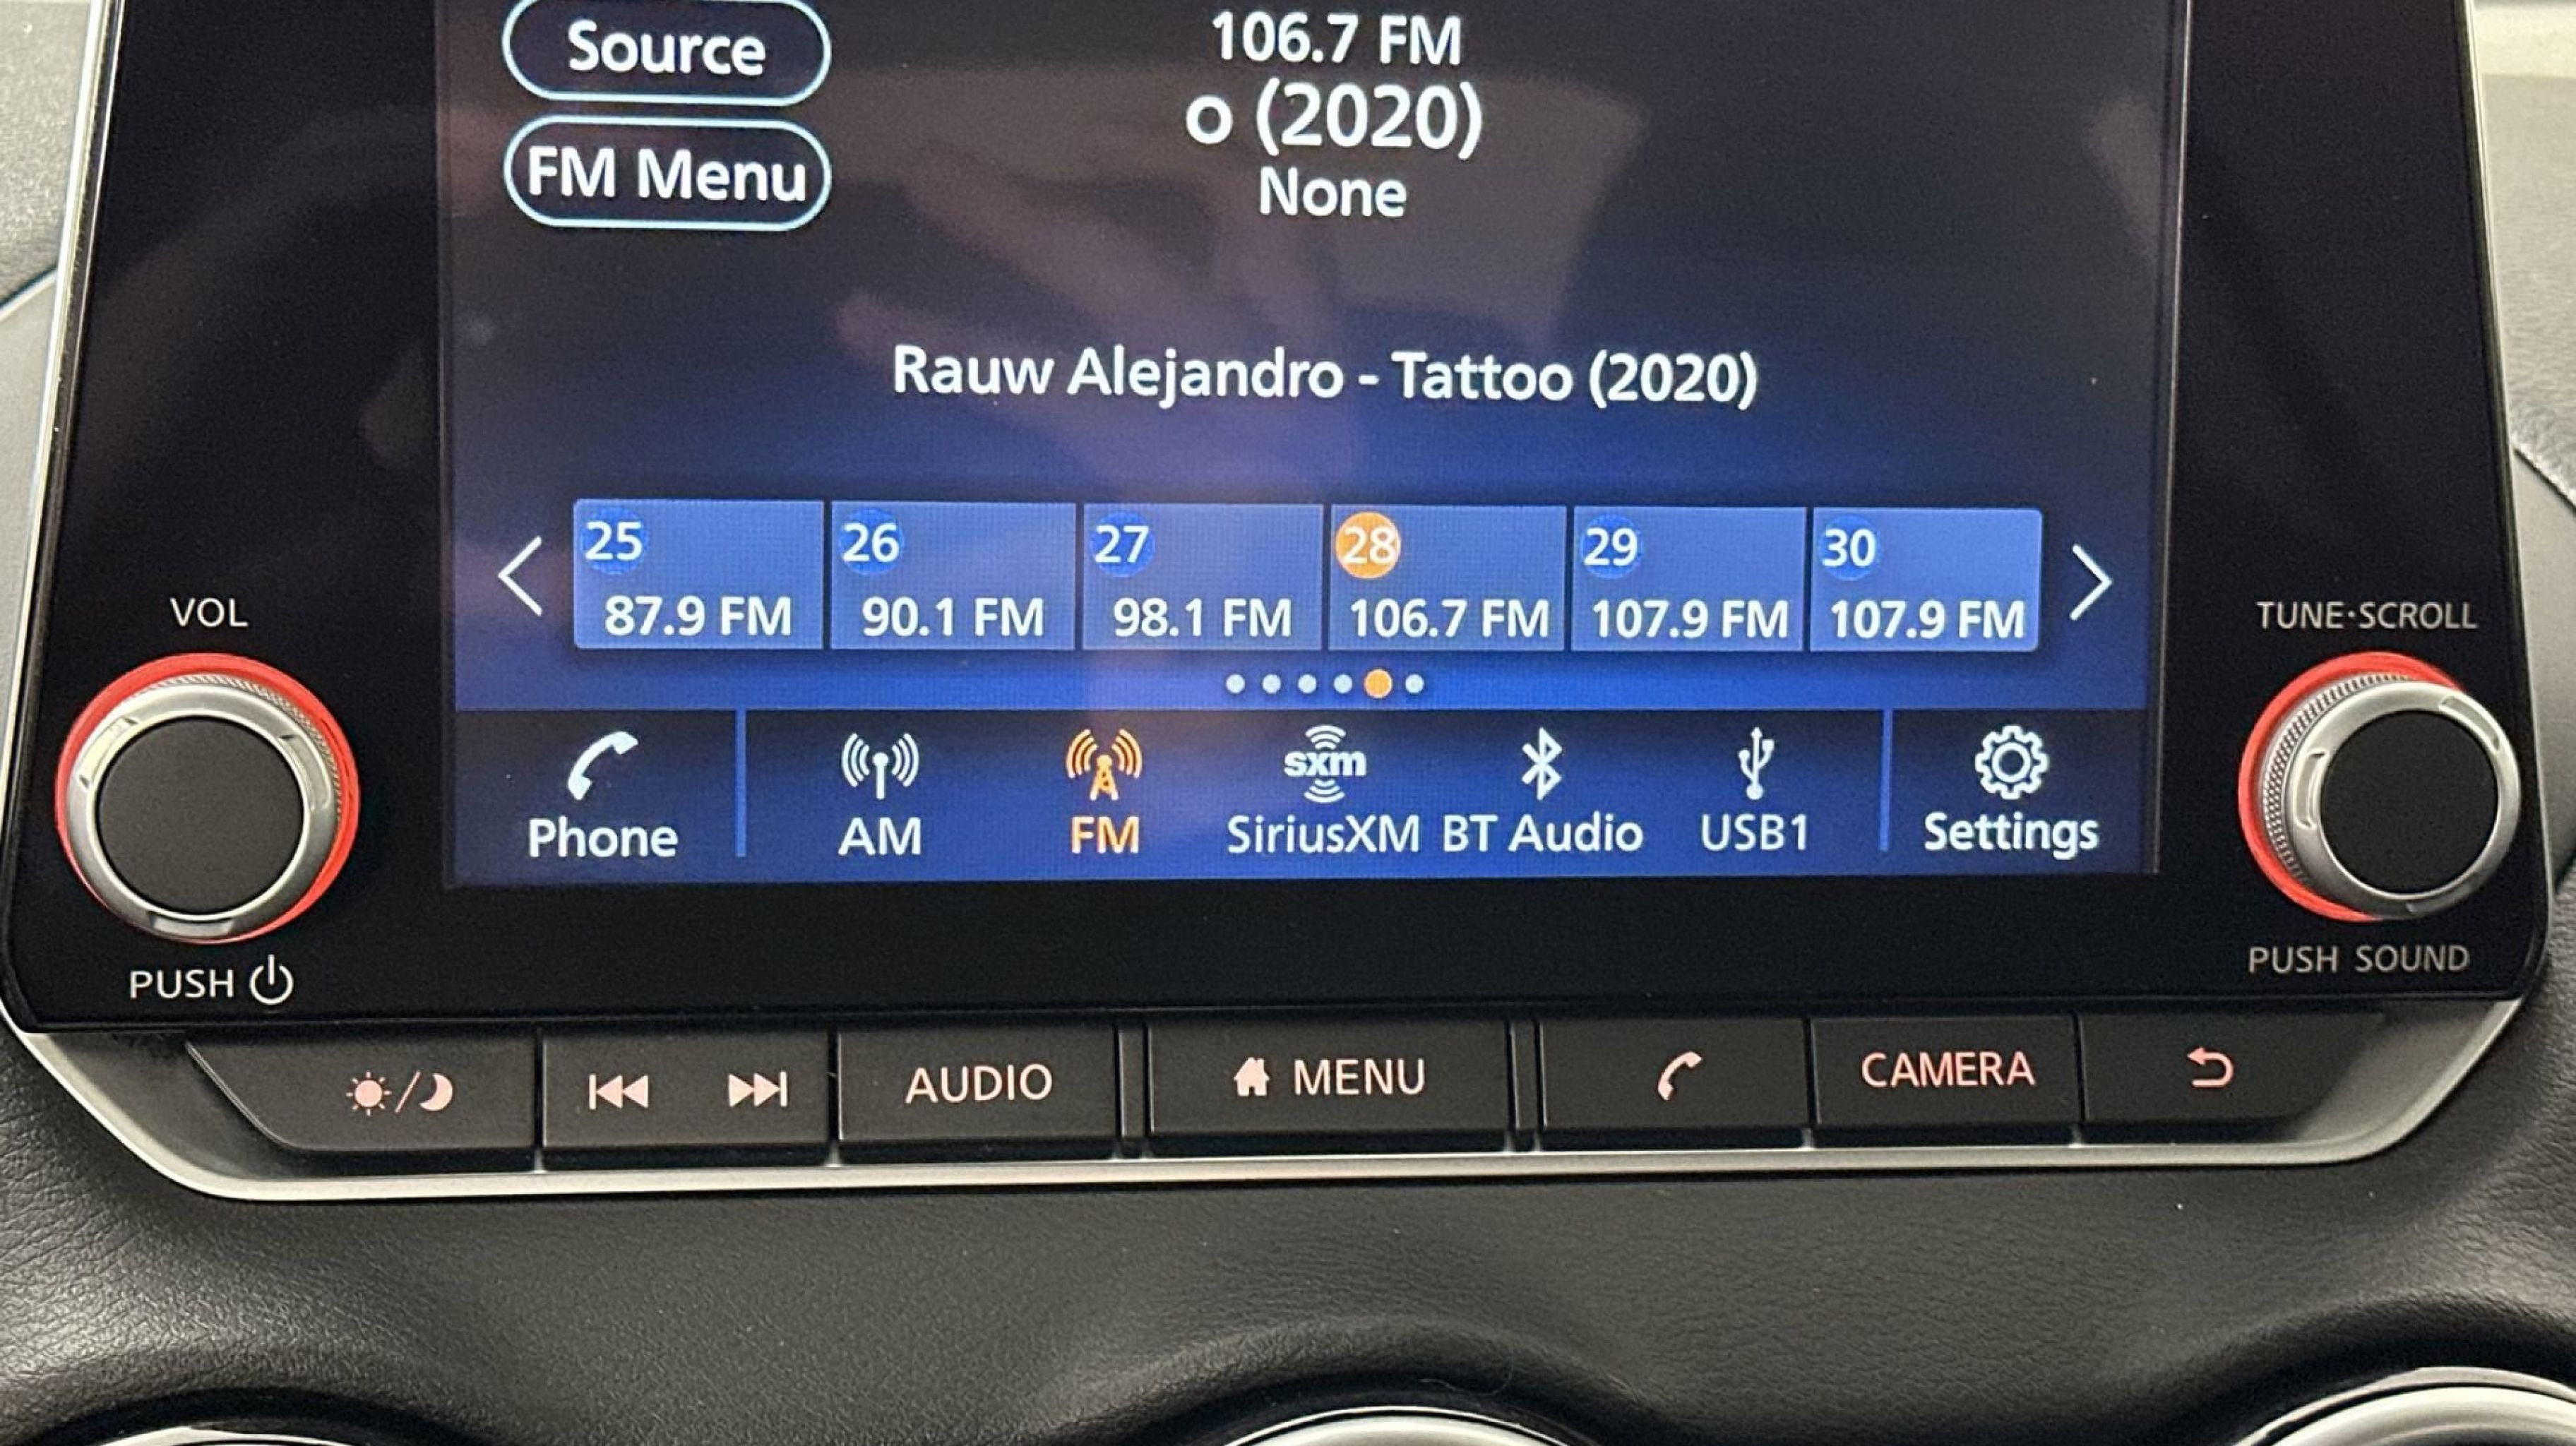 Source
106.7 FM
o (2020)
FM Menu
None
Rauw Alejandro - Tattoo (2020)
25 26 27 28 29 30
87.9 FM 90.1 FM 98.1 FM 106.7 FM 107.9 FM 107.9 FM
VOL
TUNE·SCROLL
sxm
Phone AM FM SiriusXM BT Audio USB1 Settings
PUSH
PUSH SOUND
AUDIO MENU CAMERA